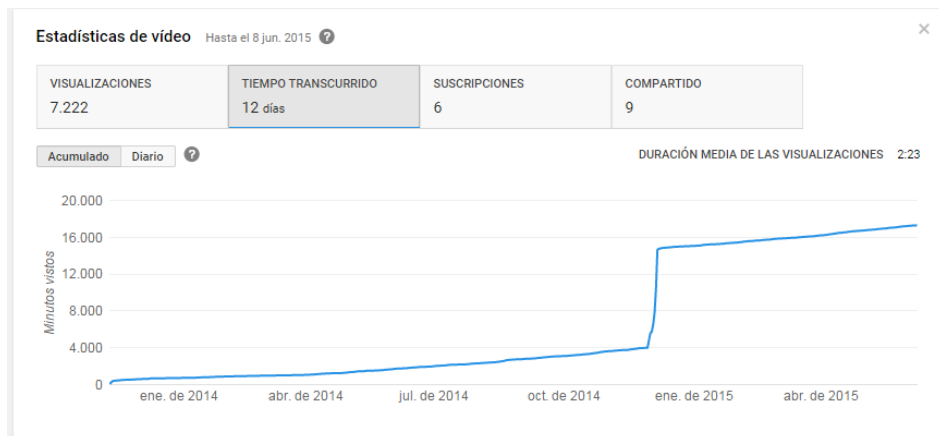 Estadísticas de vídeo Hasta el 8 jun. 2015 ?
×
VISUALIZACIONES TIEMPO TRANSCURRIDO SUSCRIPCIONES COMPARTIDO
7.222 12 días 6 9
Acumulado Diario ? DURACIÓN MEDIA DE LAS VISUALIZACIONES 2:23
Minutos vistos
20.000
16.000
12.000
8.000
4.000
0
ene. de 2014 abr. de 2014 jul. de 2014 oct. de 2014 ene. de 2015 abr. de 2015